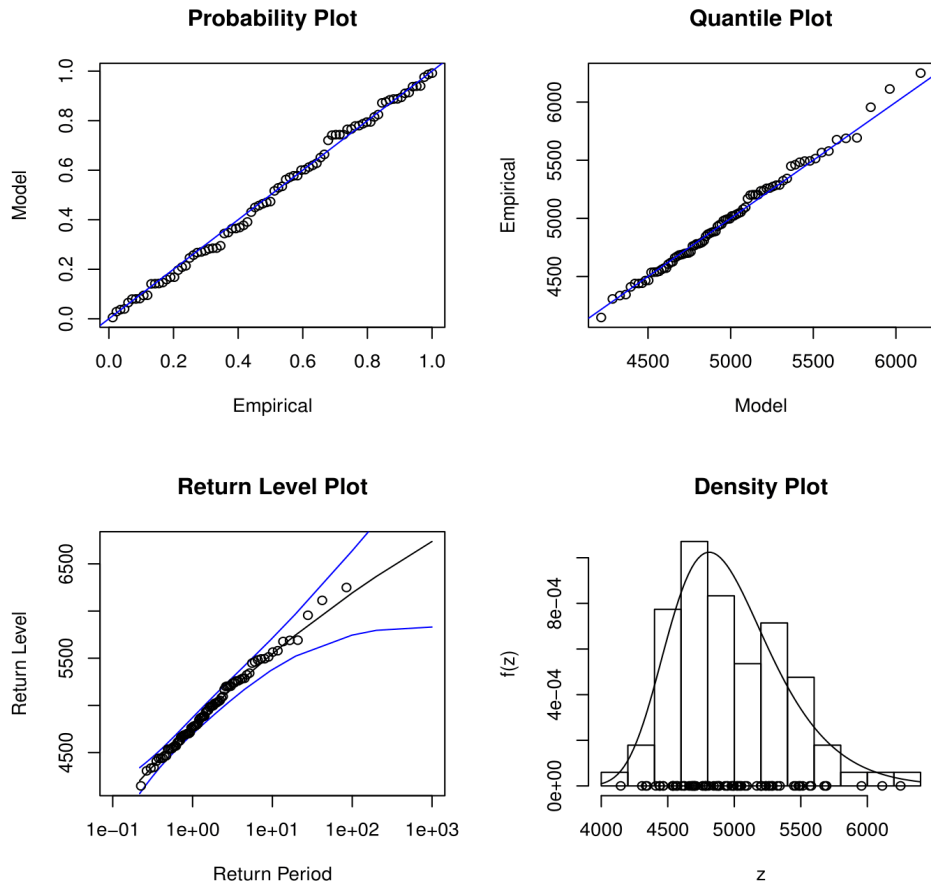 Probability Plot
Model
0.0 0.2 0.4 0.6 0.8 1.0
0.0 0.2 0.4 0.6 0.8 1.0
Empirical
Quantile Plot
Empirical
4500 5000 5500 6000
4500 5000 5500 6000
Model
Return Level Plot
Return Level
4500 5500 6500
1e−01 1e+00 1e+01 1e+02 1e+03
Return Period
Density Plot
f(z)
0e+00 4e−04 8e−04
4000 4500 5000 5500 6000
z